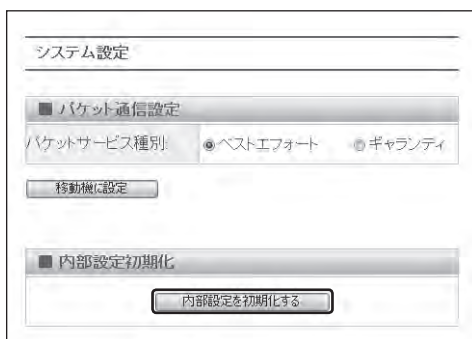 システム設定
■ パケット通信設定
パケットサービス種別: ベストエフォート ギャランティ
移動機に設定
■ 内部設定初期化
内部設定を初期化する